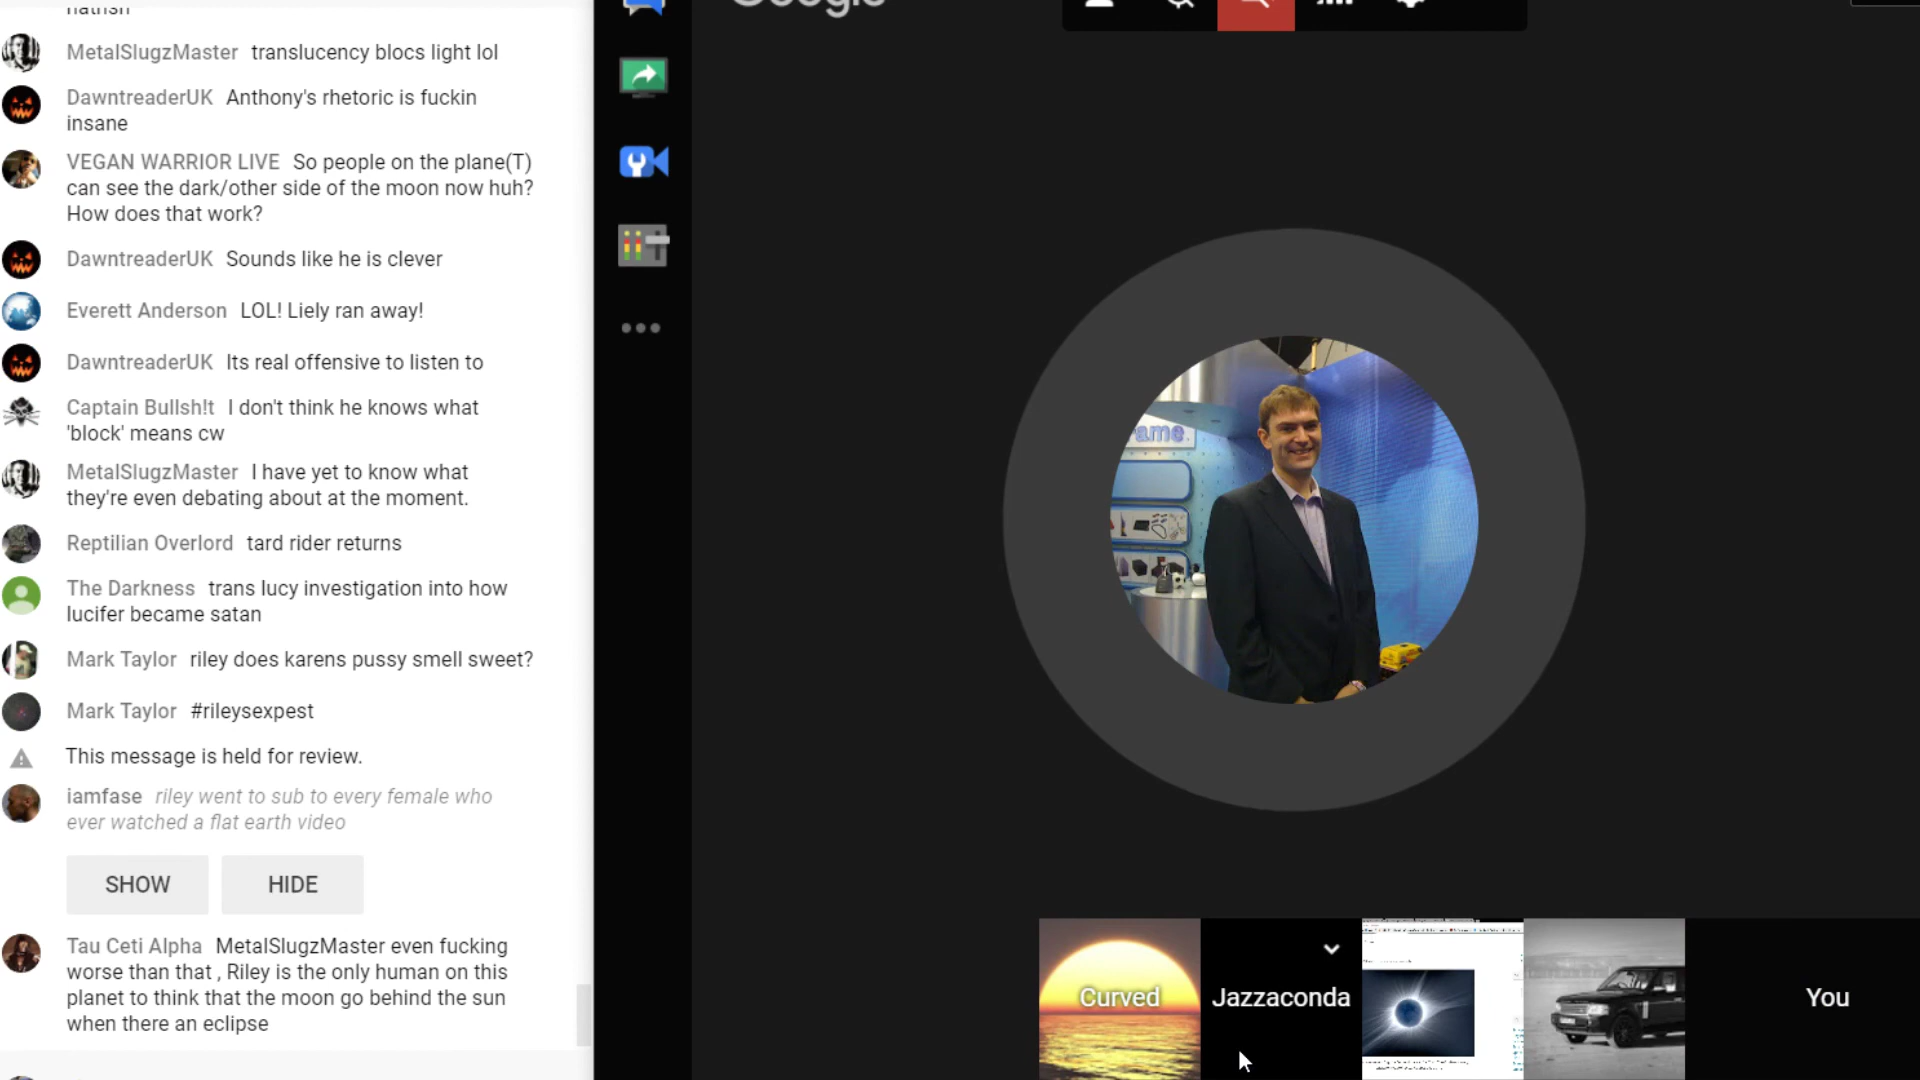 hatrish
MetalSlugzMaster translucency blocs light lol
DawntreaderUK Anthony's rhetoric is fuckin
insane
VEGAN WARRIOR LIVE So people on the plane(T)
can see the dark/other side of the moon now huh?
How does that work?
DawntreaderUK Sounds like he is clever
Everett Anderson LOL! Liely ran away!
DawntreaderUK Its real offensive to listen to
Captain Bullsh!t I don't think he knows what
'block' means cw
MetalSlugzMaster I have yet to know what
they're even debating about at the moment.
Reptilian Overlord tard rider returns
The Darkness trans lucy investigation into how
lucifer became satan
Mark Taylor riley does karens pussy smell sweet?
Mark Taylor #rileysexpest
This message is held for review.
iamfase riley went to sub to every female who
ever watched a flat earth video
SHOW HIDE
Tau Ceti Alpha MetalSlugzMaster even fucking
worse than that , Riley is the only human on this
planet to think that the moon go behind the sun
when there an eclipse
Google
ame
Curved
Jazzaconda
You